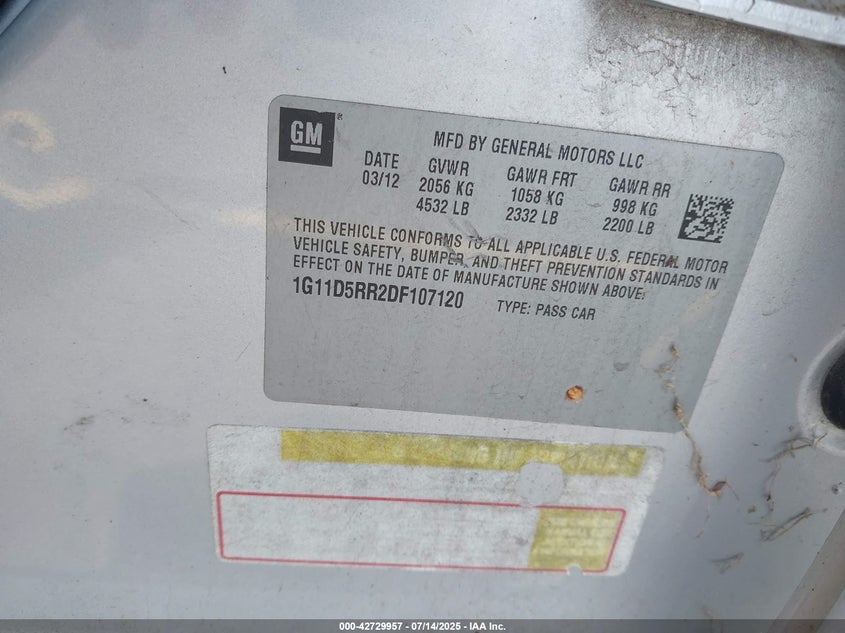 GM ®
MFD BY GENERAL MOTORS LLC
DATE GVWR GAWR FRT GAWR RR
03/12 2056 KG 1058 KG 998 KG
4532 LB 2332 LB 2200 LB
THIS VEHICLE CONFORMS TO ALL APPLICABLE U.S. FEDERAL MOTOR
VEHICLE SAFETY, BUMPER, AND THEFT PREVENTION STANDARDS IN
EFFECT ON THE DATE OF MANUFACTURE SHOWN ABOVE.
1G11D5RR2DF107120 TYPE: PASS CAR
000-42729957 - 07/14/2025 - IAA Inc.